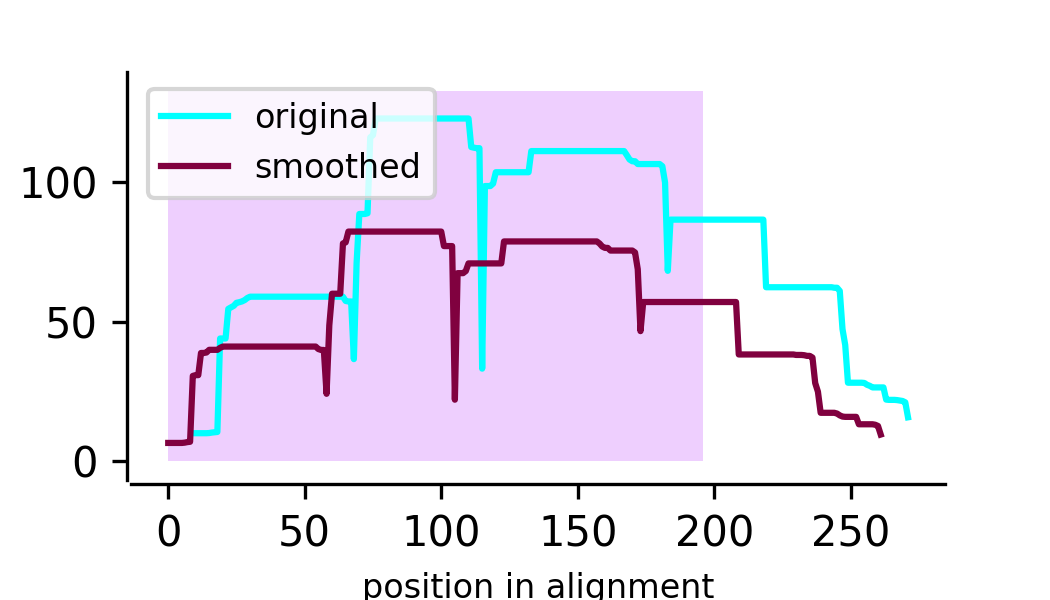 original
smoothed
100
50
0
0 50 100 150 200 250
position in alignment